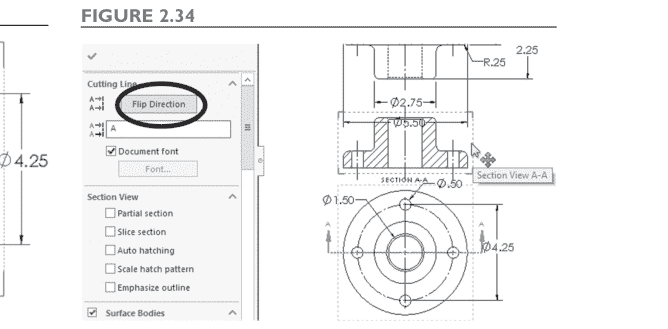 FIGURE 2.34
Cutting Line
Flip Direction
A
Document font
Font...
Section View
Partial section
Slice section
Auto hatching
Scale hatch pattern
Emphasize outline
Surface Bodies
Ø4.25
2.25
R.25
Ø2.75
Ø5.50
SECTION A-A
Section View A-A
Ø.50
Ø1.50
A
A
Ø4.25